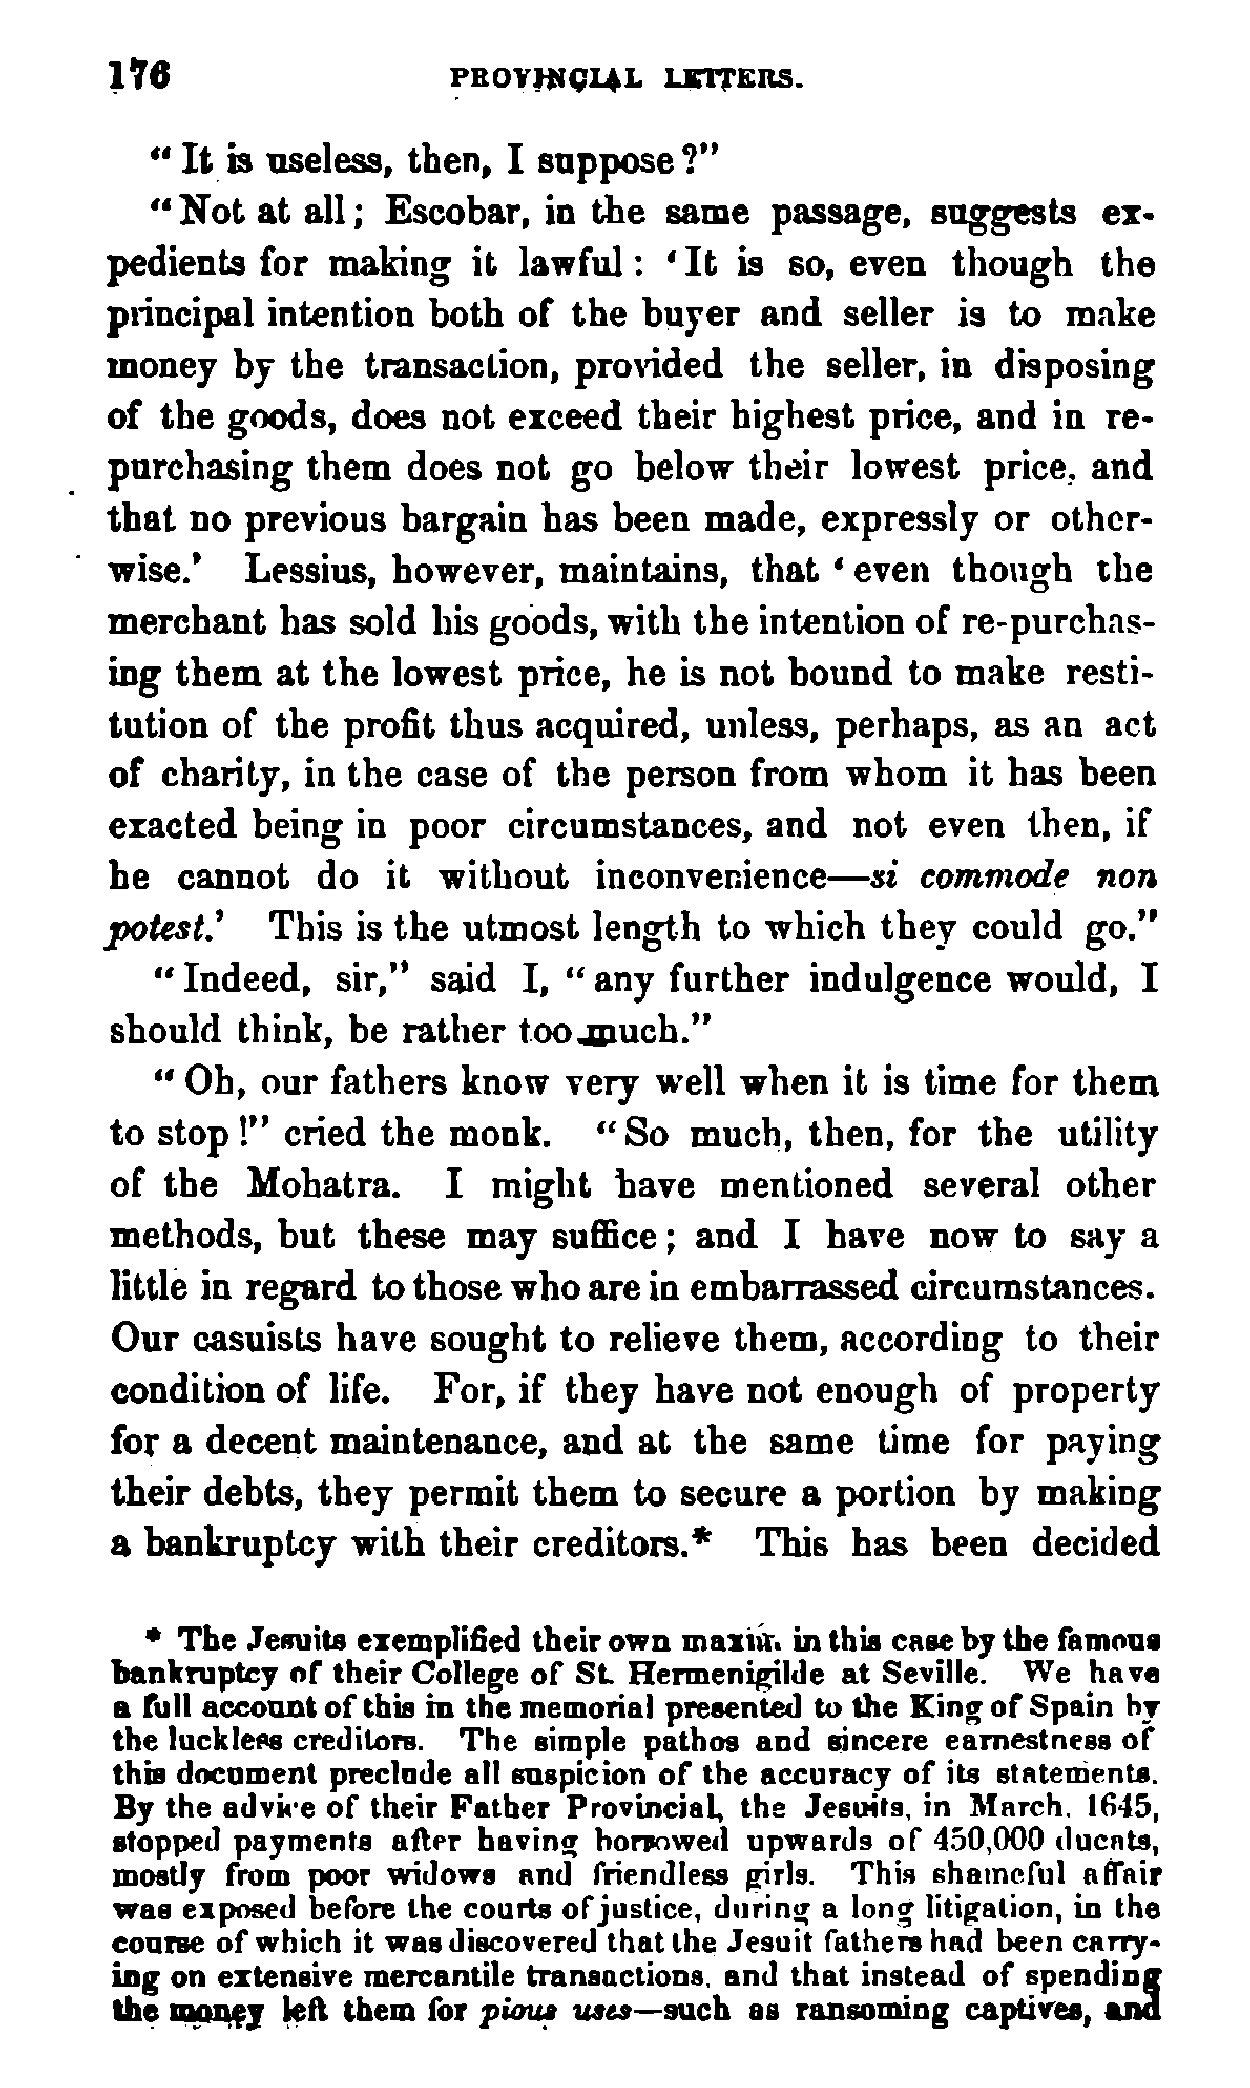 176 PROVINCIAL LETTERS.
“It is useless, then, I suppose?”
“Not at all; Escobar, in the same passage, suggests ex-
pedients for making it lawful: ‘It is so, even though the
principal intention both of the buyer and seller is to make
money by the transaction, provided the seller, in disposing
of the goods, does not exceed their highest price, and in re-
purchasing them does not go below their lowest price, and
that no previous bargain has been made, expressly or other-
wise.’ Lessius, however, maintains, that ‘even though the
merchant has sold his goods, with the intention of re-purchas-
ing them at the lowest price, he is not bound to make resti-
tution of the profit thus acquired, unless, perhaps, as an act
of charity, in the case of the person from whom it has been
exacted being in poor circumstances, and not even then, if
he cannot do it without inconvenience—si commode non
potest.’ This is the utmost length to which they could go.”
“Indeed, sir,” said I, “any further indulgence would, I
should think, be rather too much.”
“Oh, our fathers know very well when it is time for them
to stop!” cried the monk. “So much, then, for the utility
of the Mohatra. I might have mentioned several other
methods, but these may suffice; and I have now to say a
little in regard to those who are in embarrassed circumstances.
Our casuists have sought to relieve them, according to their
condition of life. For, if they have not enough of property
for a decent maintenance, and at the same time for paying
their debts, they permit them to secure a portion by making
a bankruptcy with their creditors.* This has been decided
* The Jesuits exemplified their own maxim in this case by the famous
bankruptcy of their College of St. Hermenigilde at Seville. We have
a full account of this in the memorial presented to the King of Spain by
the luckless creditors. The simple pathos and sincere earnestness of
this document preclude all suspicion of the accuracy of its statements.
By the advice of their Father Provincial, the Jesuits, in March, 1645,
stopped payments after having borrowed upwards of 450,000 ducats,
mostly from poor widows and friendless girls. This shameful affair
was exposed before the courts of justice, during a long litigation, in the
course of which it was discovered that the Jesuit fathers had been carry-
ing on extensive mercantile transactions, and that instead of spending
the money left them for pious uses—such as ransoming captives, and